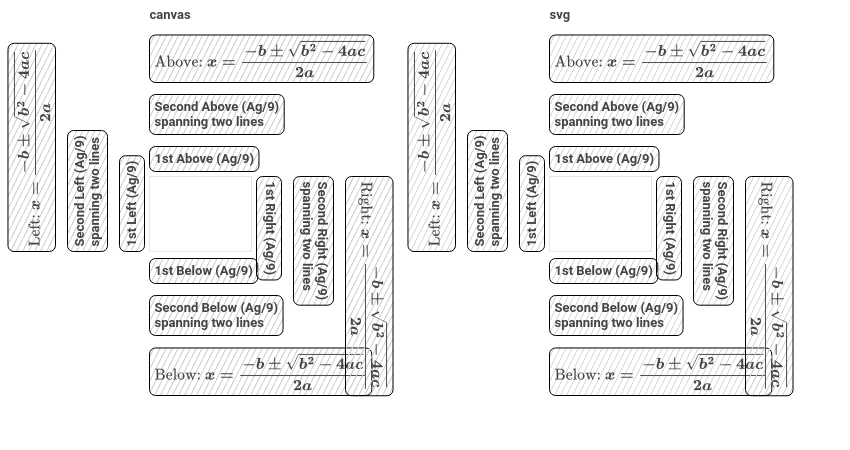 canvas
Above: x = \frac{-b \pm \sqrt{b^2 - 4ac}}{2a}
Second Above (Ag/9)
spanning two lines
1st Above (Ag/9)
Left: x = \frac{-b \pm \sqrt{b^2 - 4ac}}{2a}
Second Left (Ag/9)
spanning two lines
1st Left (Ag/9)
1st Right (Ag/9)
Second Right (Ag/9)
spanning two lines
Right: x = \frac{-b \pm \sqrt{b^2 - 4ac}}{2a}
1st Below (Ag/9)
Second Below (Ag/9)
spanning two lines
Below: x = \frac{-b \pm \sqrt{b^2 - 4ac}}{2a}
svg
Above: x = \frac{-b \pm \sqrt{b^2 - 4ac}}{2a}
Second Above (Ag/9)
spanning two lines
1st Above (Ag/9)
Left: x = \frac{-b \pm \sqrt{b^2 - 4ac}}{2a}
Second Left (Ag/9)
spanning two lines
1st Left (Ag/9)
1st Right (Ag/9)
Second Right (Ag/9)
spanning two lines
Right: x = \frac{-b \pm \sqrt{b^2 - 4ac}}{2a}
1st Below (Ag/9)
Second Below (Ag/9)
spanning two lines
Below: x = \frac{-b \pm \sqrt{b^2 - 4ac}}{2a}